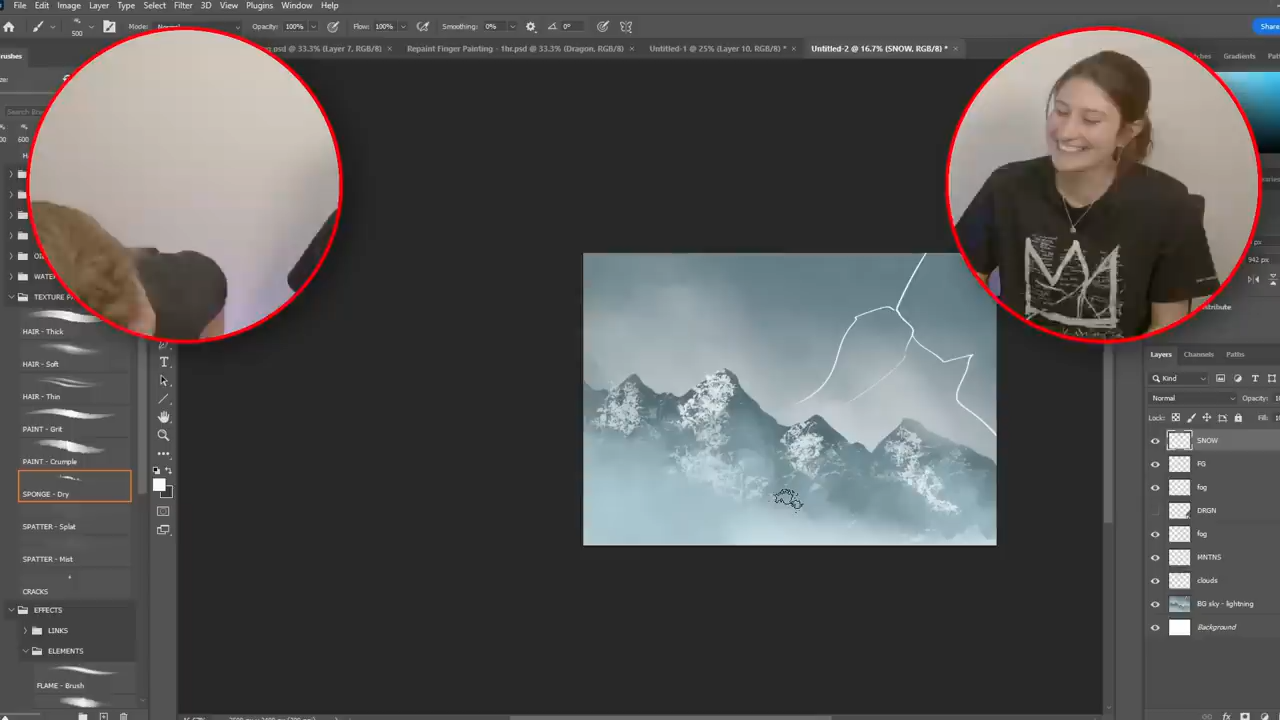 File Edit Image Layer Type Select Filter 3D View Plugins Window Help
500 Mode: Opacity: 100% Flow: 100% Smoothing: 0% 0° Share
.psd @ 33.3% (Layer 7, RGB/8) × Repaint Finger Painting - 1hr.psd @ 33.3% (Dragon, RGB/8) × Untitled-1 @ 25% (Layer 10, RGB/8) * × Untitled-2 @ 16.7% (SNOW, RGB/8) * ×
Gradients
HAIR - Thick
HAIR - Soft
HAIR - Thin
PAINT - Grit
PAINT - Crumple
SPONGE - Dry
SPATTER - Splat
SPATTER - Mist
CRACKS
EFFECTS
LINKS
ELEMENTS
FLAME - Brush
Layers Channels Paths
Kind
Normal Opacity:
Lock: Fill:
SNOW
FG
fog
DRGN
fog
MNTNS
clouds
BG sky - lightning
Background